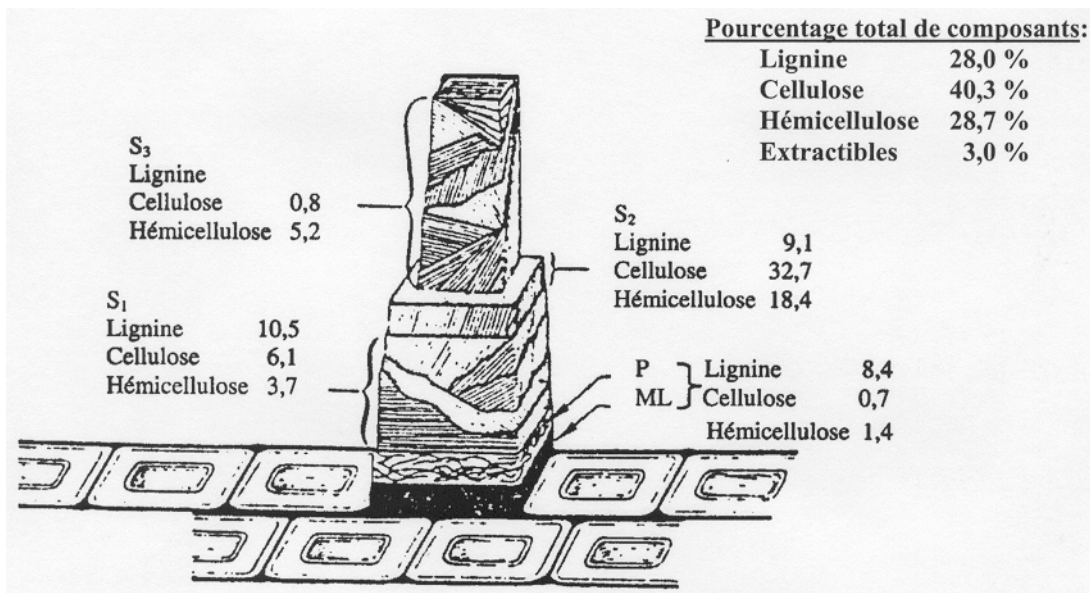 Pourcentage total de composants:
Lignine 28,0 %
Cellulose 40,3 %
Hémicellulose 28,7 %
Extractibles 3,0 %
S₃
Lignine
Cellulose 0,8
Hémicellulose 5,2
S₂
Lignine 9,1
Cellulose 32,7
Hémicellulose 18,4
S₁
Lignine 10,5
Cellulose 6,1
Hémicellulose 3,7
P Lignine 8,4
ML Cellulose 0,7
Hémicellulose 1,4